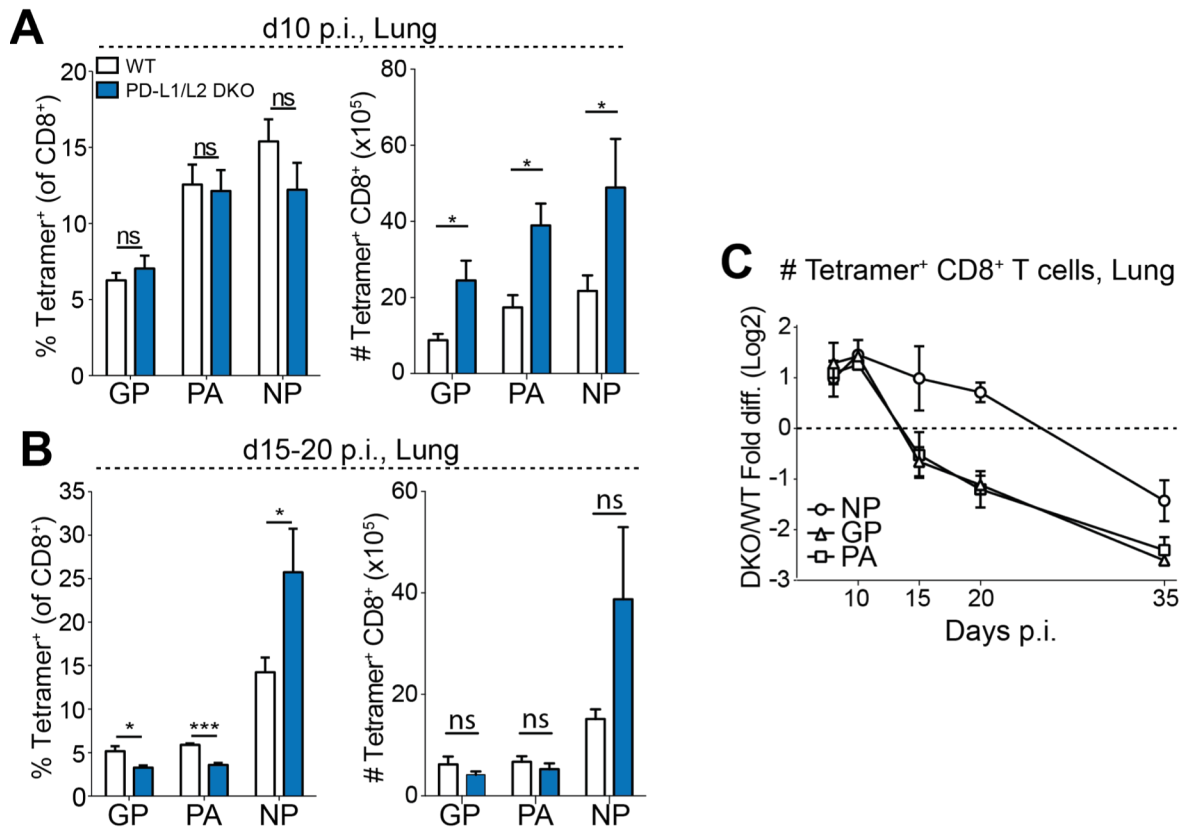 A
d10 p.i., Lung
WT
PD-L1/L2 DKO
% Tetramer⁺ (of CD8⁺)
20
15
10
5
0
ns
ns
ns
GP PA NP
# Tetramer⁺ CD8⁺ (x10⁵)
80
60
40
20
0
*
*
*
GP PA NP
B
d15-20 p.i., Lung
% Tetramer⁺ (of CD8⁺)
35
30
25
20
15
10
5
0
*
***
*
GP PA NP
# Tetramer⁺ CD8⁺ (x10⁵)
60
40
20
0
ns
ns
ns
GP PA NP
C
# Tetramer⁺ CD8⁺ T cells, Lung
DKO/WT Fold diff. (Log2)
2
1
0
-1
-2
-3
NP
GP
PA
10 15 20 35
Days p.i.